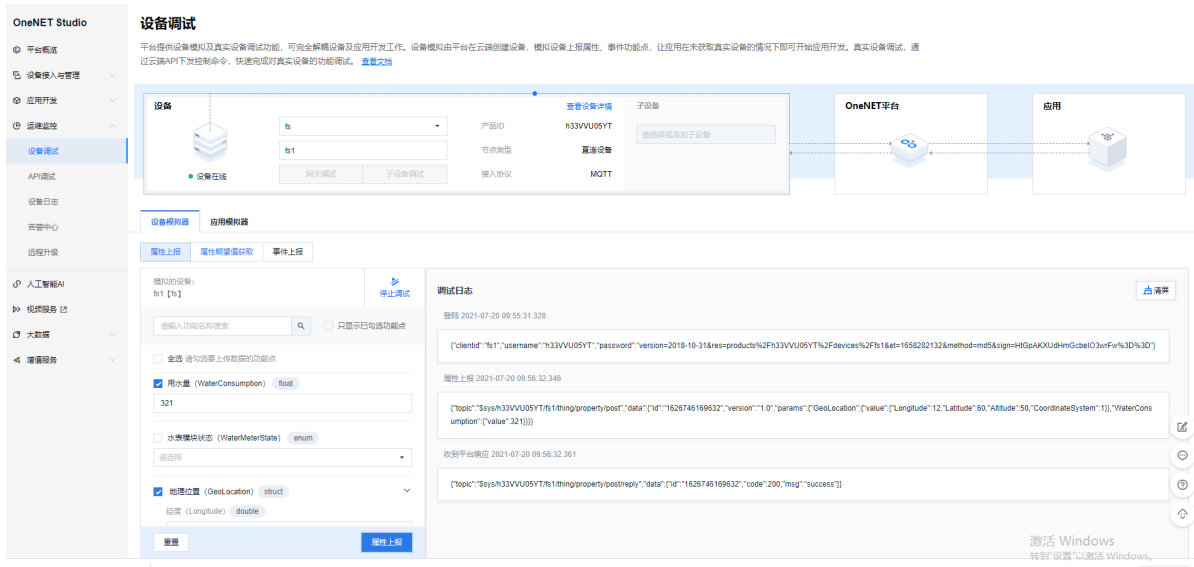 OneNET Studio
平台概览
设备接入与管理
应用开发
运维监控
设备调试
API调试
设备日志
告警中心
远程升级
人工智能AI
视频服务
大数据
增值服务
设备调试
平台提供设备模拟及真实设备调试功能，可完全解耦设备及应用开发工作。设备模拟由平台在云端创建设备，模拟设备上报属性、事件功能点，让应用在未获取真实设备的情况下即可开始应用开发。真实设备调试，通
过云端API下发控制命令，快速完成对真实设备的功能调试。 查看文档
设备
查看设备详情
fs
产品ID h33VVU05YT
fs1
节点类型 直连设备
设备在线
网关调试 子设备调试
接入协议 MQTT
子设备
请选择或添加子设备
OneNET平台
应用
设备模拟器 应用模拟器
属性上报 属性期望值获取 事件上报
模拟的设备：
fs1【fs】
停止调试
请输入功能名称搜索
只显示已勾选功能点
全选 请勾选要上传数据的功能点
用水量（WaterConsumption） float
321
水表模块状态（WaterMeterState） enum
请选择
地理位置（GeoLocation） struct
经度（Longitude） double
重置 属性上报
调试日志
清屏
登陆 2021-07-20 09:55:31.328
{"clientid":"fs1","username":"h33VVU05YT","password":"version=2018-10-31&res=products%2Fh33VVU05YT%2Fdevices%2Ffs1&et=1658282132&method=md5&sign=HtGpAKXUdHmGcbeIO3wrFw%3D%3D"}
属性上报 2021-07-20 09:56:32.346
{"topic":"$sys/h33VVU05YT/fs1/thing/property/post","data":{"id":"1626746169632","version":"1.0","params":{"GeoLocation":{"value":{"Longitude":12,"Latitude":60,"Altitude":50,"CoordinateSystem":1}},"WaterCons
umption":{"value":321}}}}
收到平台响应 2021-07-20 09:56:32.361
{"topic":"$sys/h33VVU05YT/fs1/thing/property/post/reply","data":{"id":"1626746169632","code":200,"msg":"success"}}
激活 Windows
转到"设置"以激活 Windows。